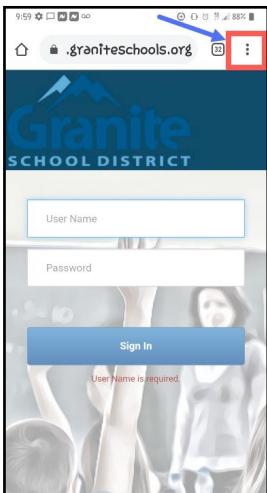 9:59 88%
.graniteschools.org 32
Granite
SCHOOL DISTRICT
User Name
Password
Sign In
User Name is required.